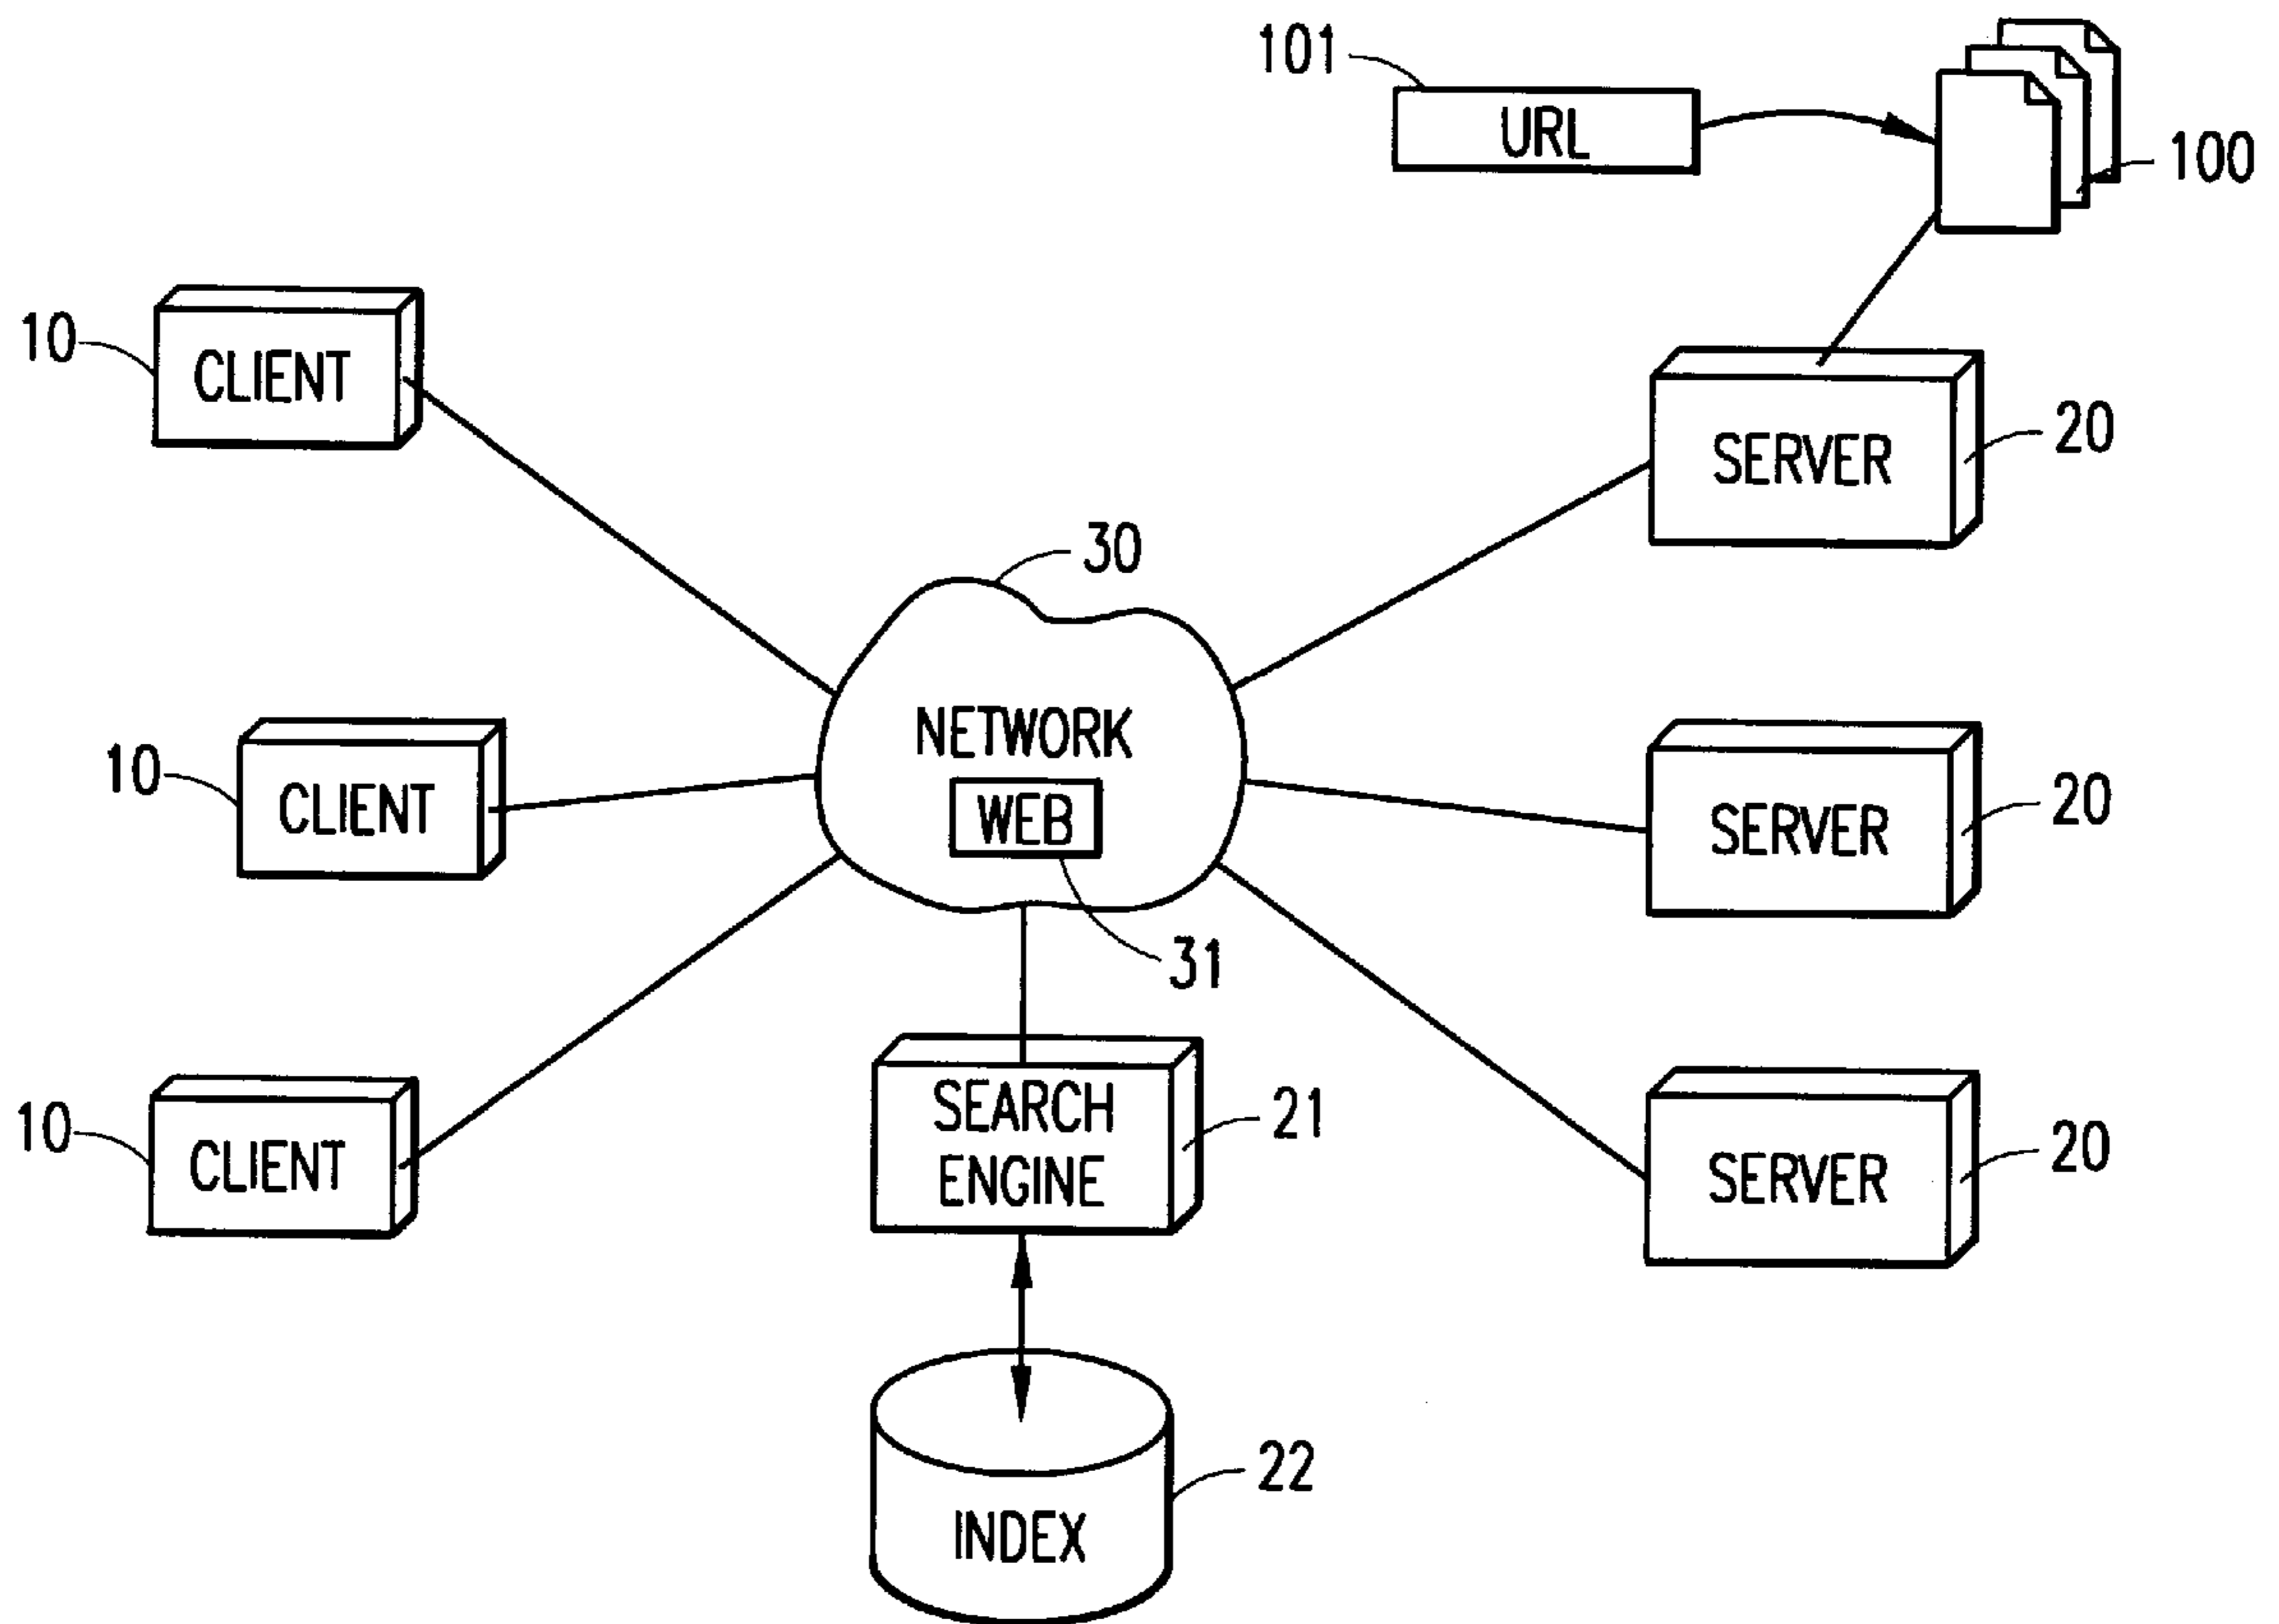 101
URL
100
10
CLIENT
SERVER
20
30
NETWORK
WEB
10
CLIENT
SERVER
20
31
10
CLIENT
SEARCH
ENGINE
21
SERVER
20
22
INDEX